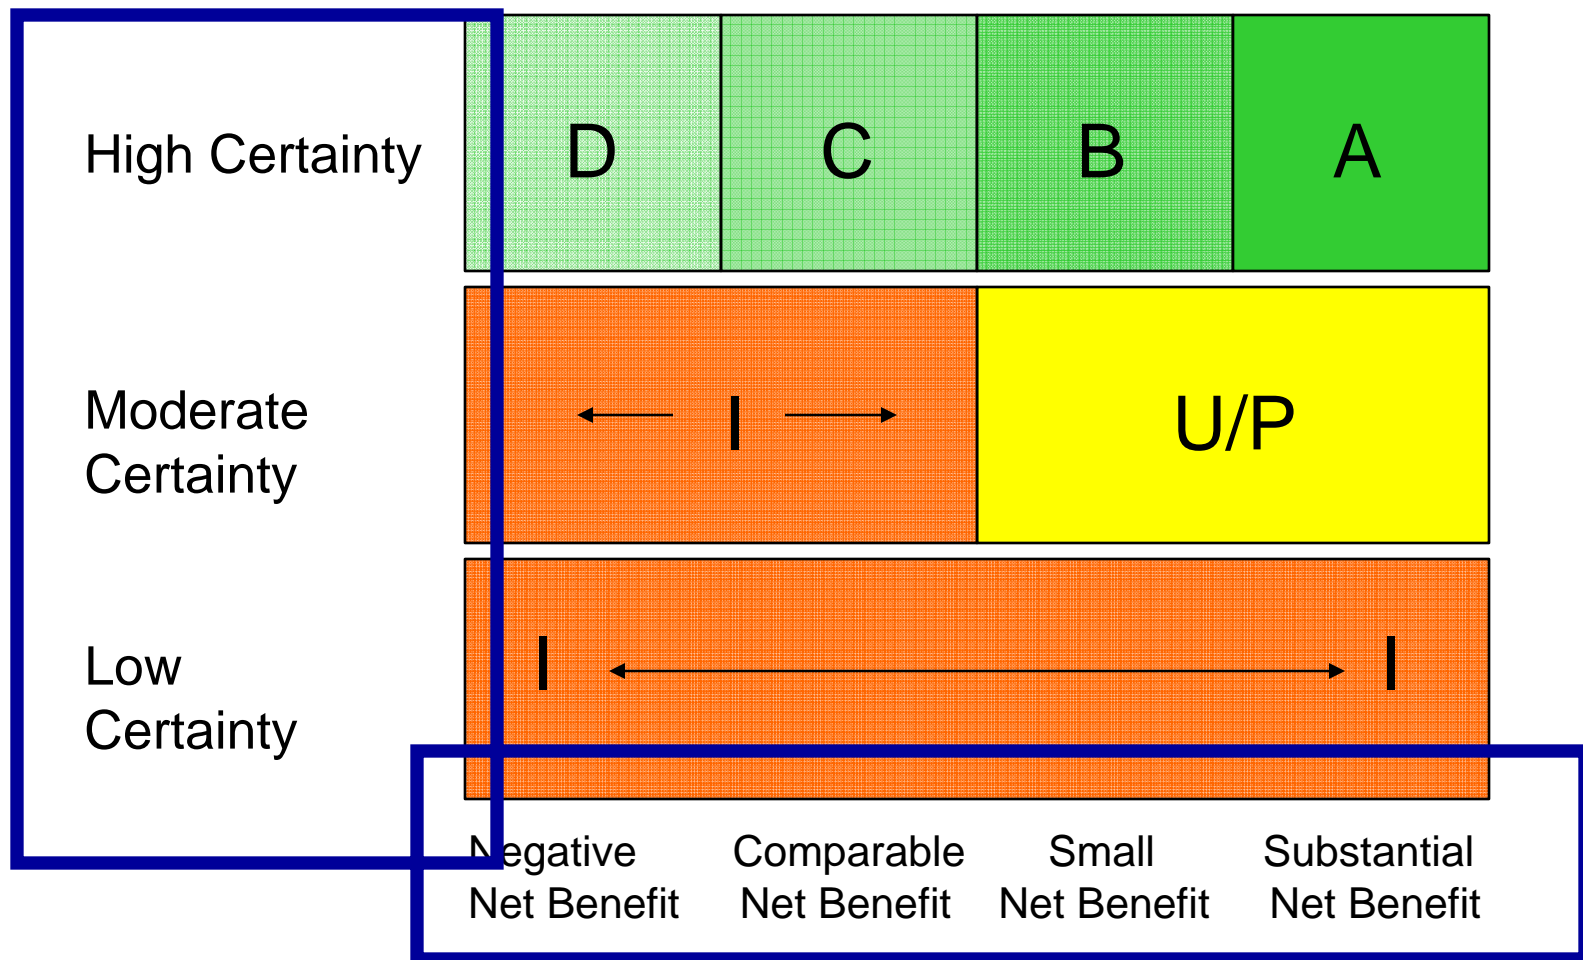 High Certainty
D
C
B
A
Moderate
Certainty
I
U/P
Low
Certainty
I
I
Negative
Net Benefit
Comparable
Net Benefit
Small
Net Benefit
Substantial
Net Benefit